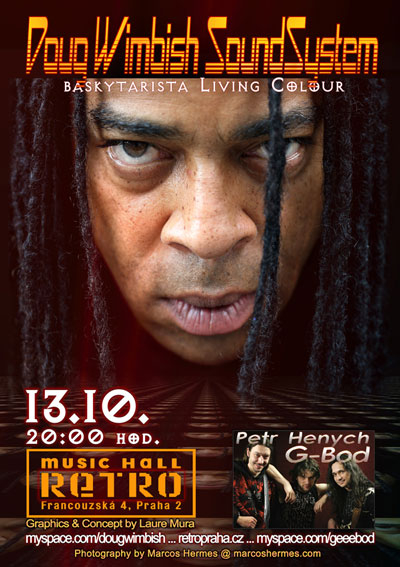 Doug Wimbish SoundSystem
baskytarista Living Colour
13.10.
20:00 hod.
Petr Henych
G-Bod
MUSIC HALL
RETRO
Francouzská 4, Praha 2
Graphics & Concept by Laure Mura
myspace.com/dougwimbish ... retropraha.cz ... myspace.com/geeebod
Photography by Marcos Hermes @ marcoshermes.com